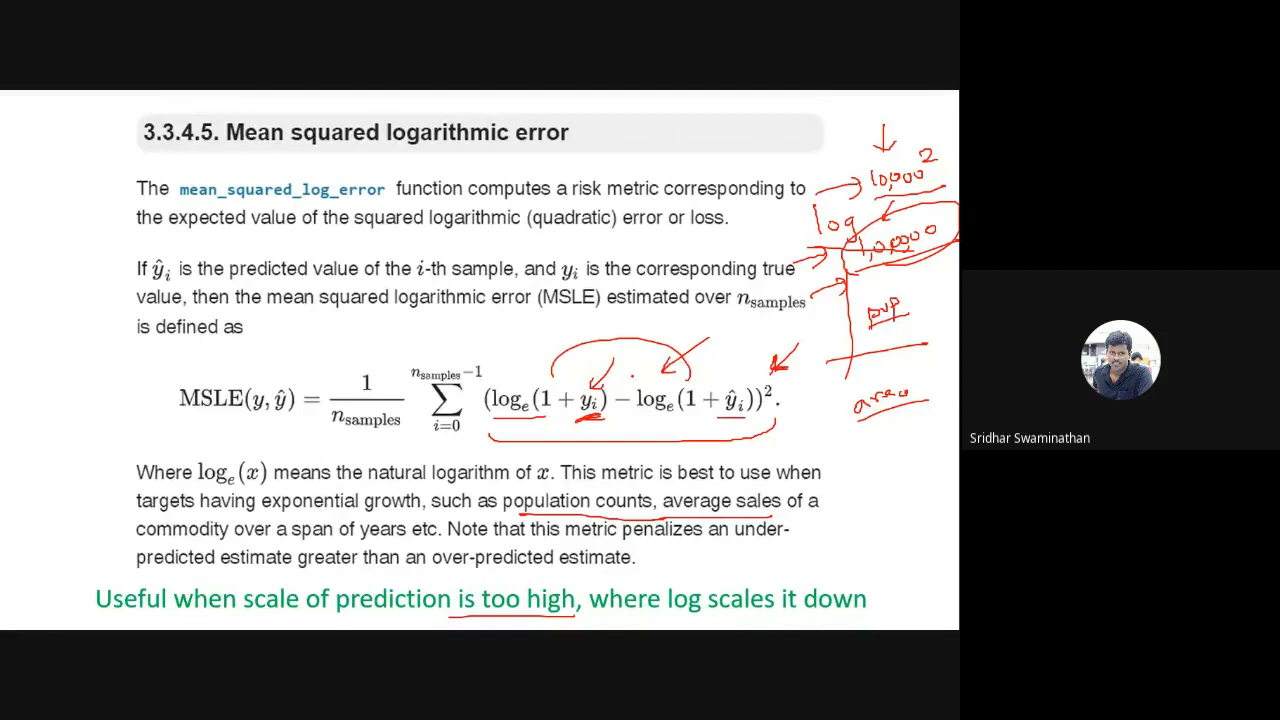 3.3.4.5. Mean squared logarithmic error
The mean_squared_log_error function computes a risk metric corresponding to
the expected value of the squared logarithmic (quadratic) error or loss.
If ŷᵢ is the predicted value of the i-th sample, and yᵢ is the corresponding true
value, then the mean squared logarithmic error (MSLE) estimated over n_samples
is defined as
MSLE(y, ŷ) = 1/n_samples ∑_{i=0}^{n_samples−1} (logₑ(1 + yᵢ) − logₑ(1 + ŷᵢ))².
Where logₑ(x) means the natural logarithm of x. This metric is best to use when
targets having exponential growth, such as population counts, average sales of a
commodity over a span of years etc. Note that this metric penalizes an under-
predicted estimate greater than an over-predicted estimate.
Useful when scale of prediction is too high, where log scales it down
10,000²
log
pop
area
Sridhar Swaminathan